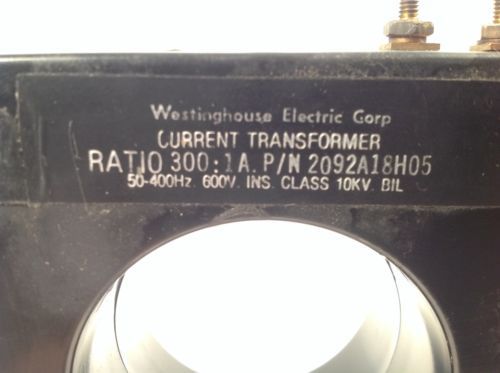 Westinghouse Electric Corp
CURRENT TRANSFORMER
RATIO 300:1A. P/N 2092A18H05
50-400Hz. 600V. INS. CLASS 10KV. BIL